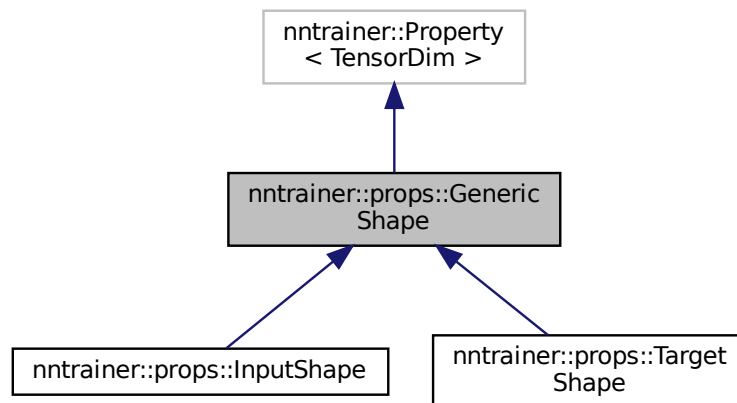 nntrainer::Property
< TensorDim >
nntrainer::props::Generic
Shape
nntrainer::props::InputShape
nntrainer::props::Target
Shape